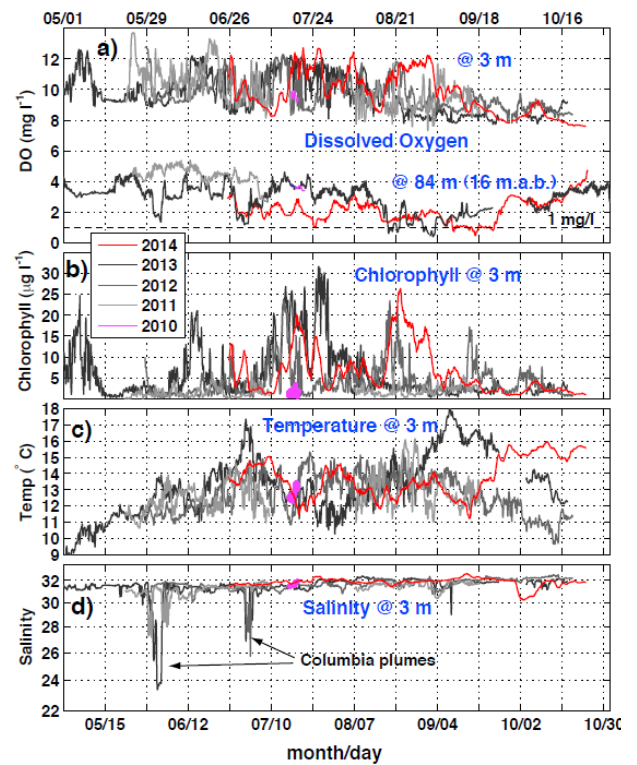 05/01 05/29 06/26 07/24 08/21 09/18 10/16
a)
@ 3 m
12
10
8
6
4
2
0
DO (mg l⁻¹)
Dissolved Oxygen
@ 84 m (16 m.a.b.)
1 mg/l
2014
2013
2012
2011
2010
b)
Chlorophyll @ 3 m
30
25
20
15
10
5
Chlorophyll (μg l⁻¹)
c)
Temperature @ 3 m
18
17
16
15
14
13
12
11
10
9
Temp (° C)
d)
Salinity @ 3 m
32
30
28
26
24
22
Salinity
Columbia plumes
05/15 06/12 07/10 08/07 09/04 10/02 10/30
month/day